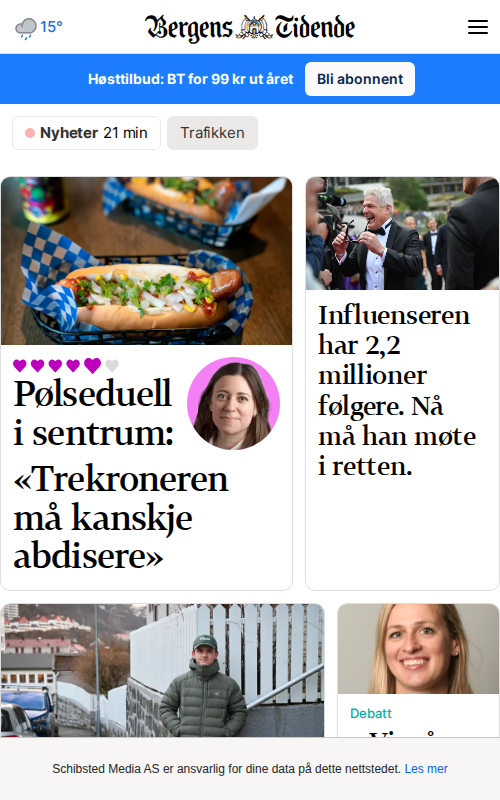 15°
Bergens Tidende
Høsttilbud: BT for 99 kr ut året
Bli abonnent
Nyheter 21 min
Trafikken
Pølseduell
i sentrum:
«Trekroneren
må kanskje
abdisere»
Influenseren
har 2,2
millioner
følgere. Nå
må han møte
i retten.
Debatt
Schibsted Media AS er ansvarlig for dine data på dette nettstedet. Les mer